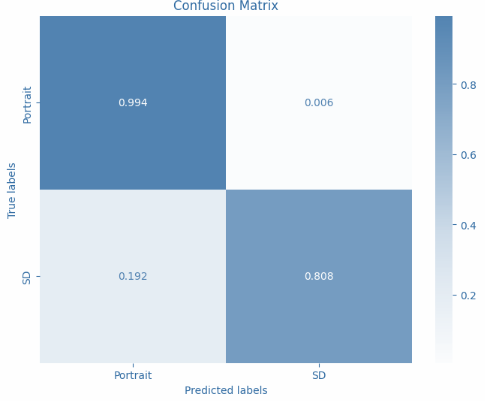 Confusion Matrix
True labels
Portrait
0.994
0.006
SD
0.192
0.808
Portrait
SD
Predicted labels
0.8
0.6
0.4
0.2